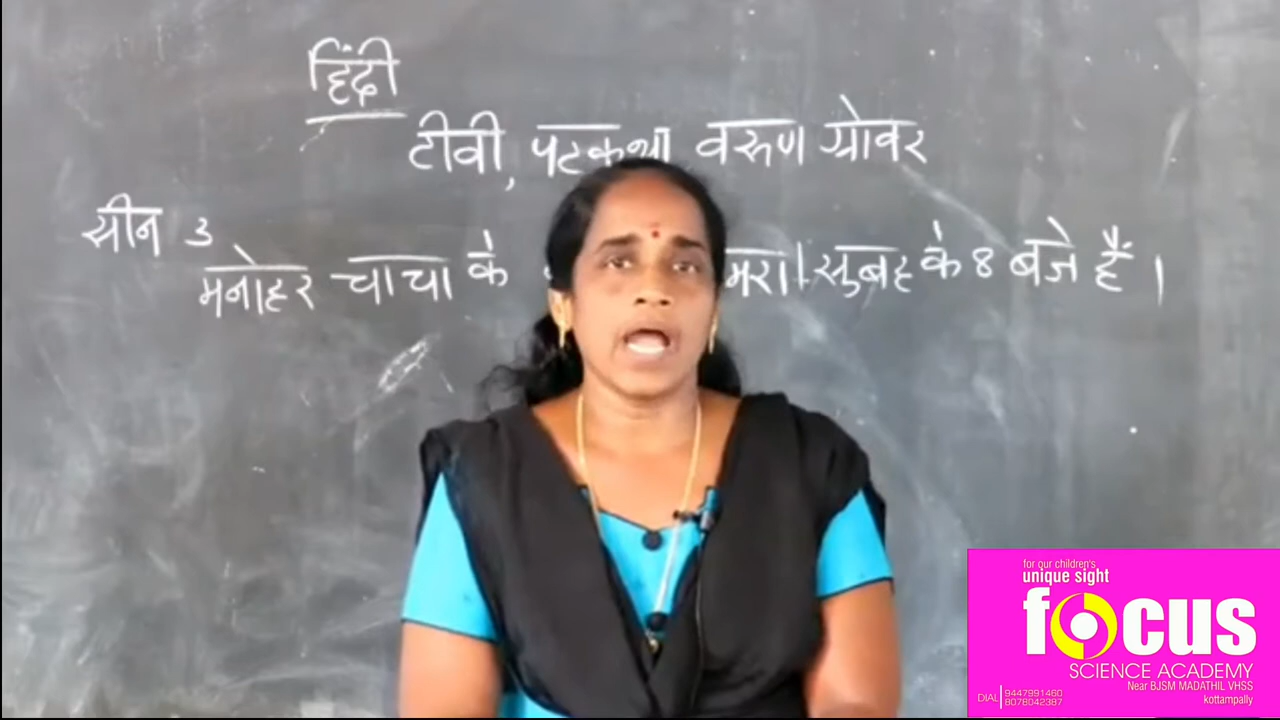 हिंदी
टीवी, पटकथा वरुण ग्रोवर
सीन 3
मनोहर चाचा के मरा। सुबह के 8 बजे हैं।
for our children's
unique sight
focus
SCIENCE ACADEMY
Near BJSM MADATHIL VHSS
kottampally
DIAL 9447991460
8078042387